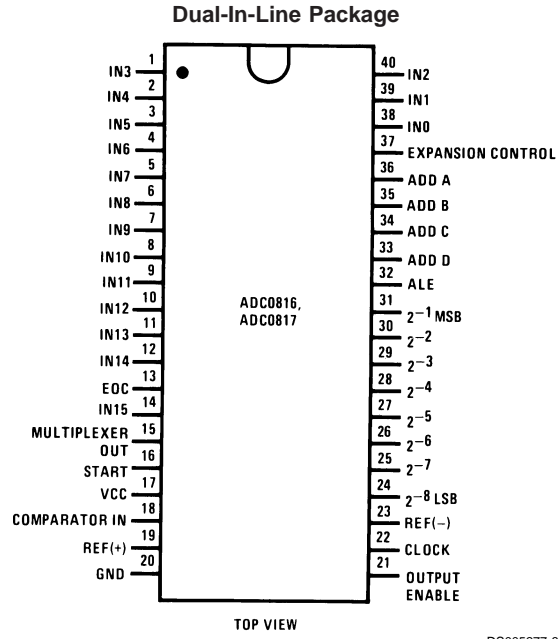 Dual-In-Line Package
1
IN3
2
IN4
3
IN5
4
IN6
5
IN7
6
IN8
7
IN9
8
IN10
9
IN11
10
IN12
11
IN13
12
IN14
13
EOC
14
IN15
15
MULTIPLEXER
OUT
16
START
17
VCC
18
COMPARATOR IN
19
REF(+)
20
GND
ADC0816,
ADC0817
40
IN2
39
IN1
38
IN0
37
EXPANSION CONTROL
36
ADD A
35
ADD B
34
ADD C
33
ADD D
32
ALE
31
2⁻¹ MSB
30
2⁻²
29
2⁻³
28
2⁻⁴
27
2⁻⁵
26
2⁻⁶
25
2⁻⁷
24
2⁻⁸ LSB
23
REF(−)
22
CLOCK
21
OUTPUT
ENABLE
TOP VIEW